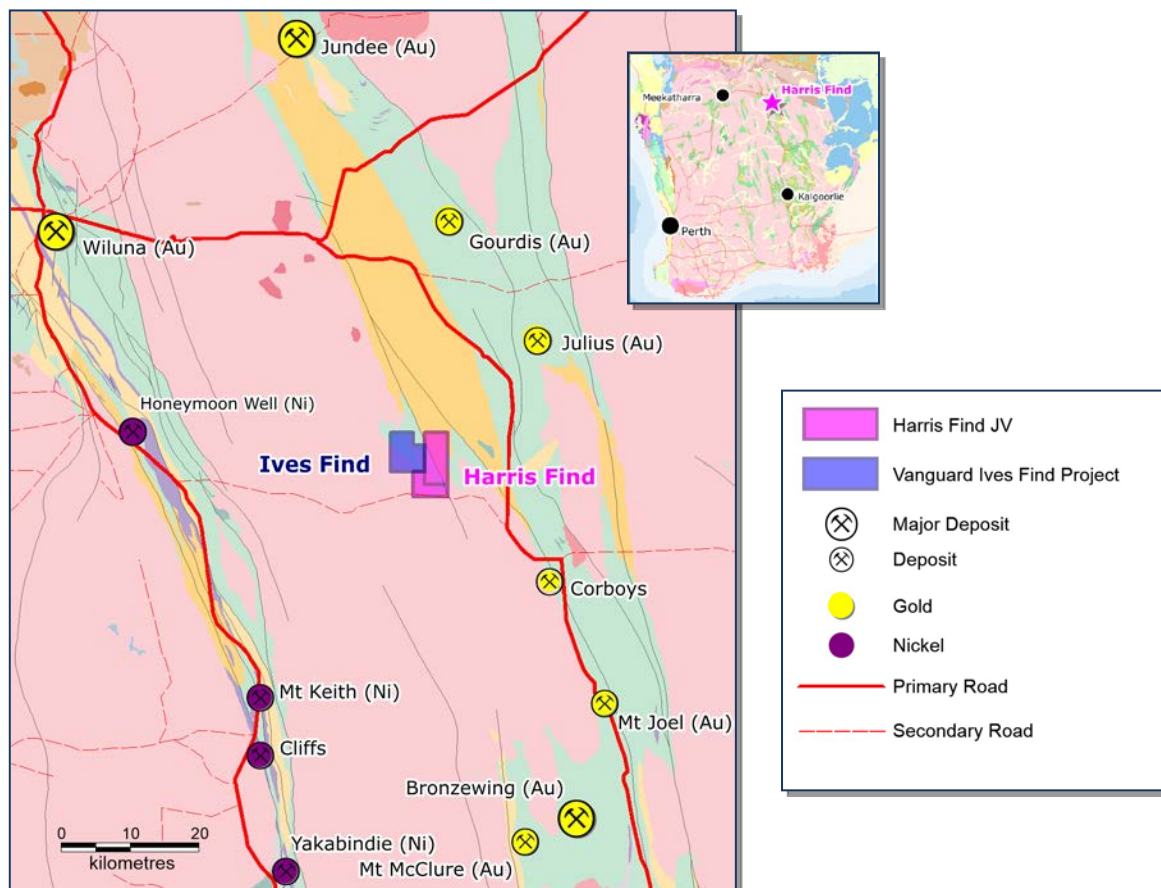 Jundee (Au)
Wiluna (Au)
Gourdis (Au)
Julius (Au)
Honeymoon Well (Ni)
Ives Find
Harris Find
Corboys
Mt Keith (Ni)
Mt Joel (Au)
Cliffs
Bronzewing (Au)
Yakabindie (Ni)
Mt McClure (Au)
0 10 20
kilometres
Meekatharra
Harris Find
Kalgoorlie
Perth
Harris Find JV
Vanguard Ives Find Project
Major Deposit
Deposit
Gold
Nickel
Primary Road
Secondary Road